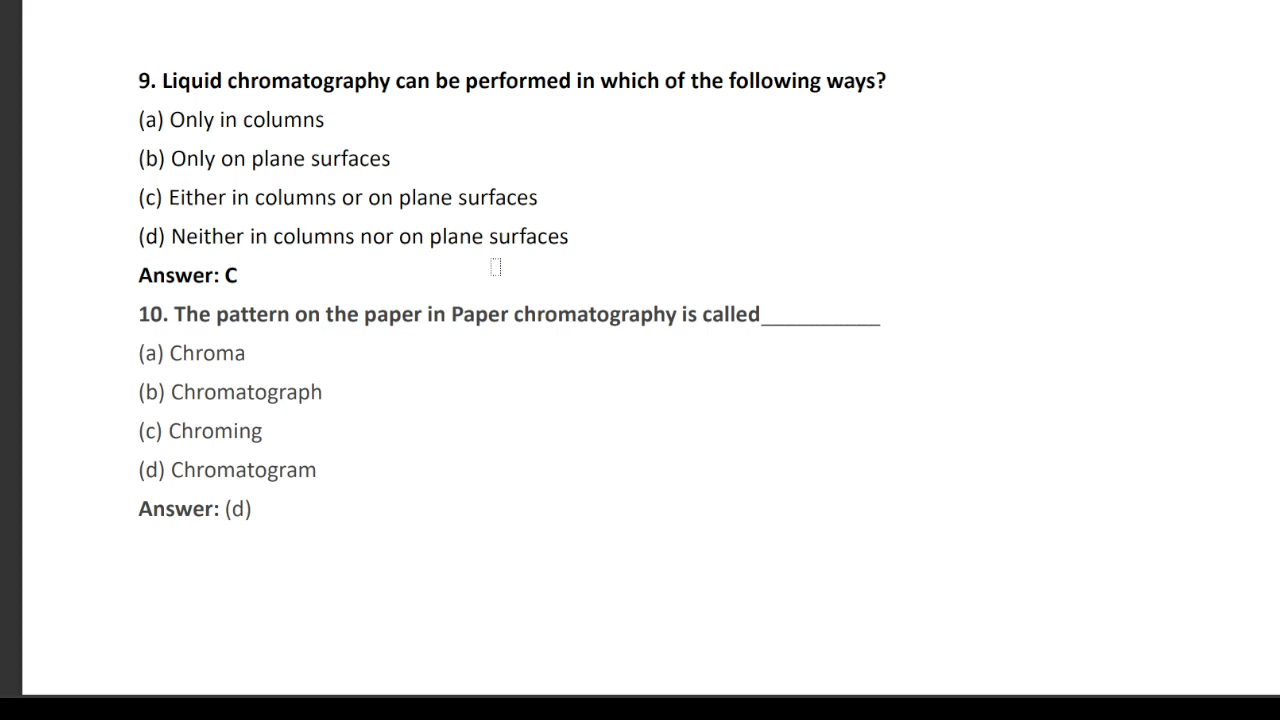 9. Liquid chromatography can be performed in which of the following ways?
(a) Only in columns
(b) Only on plane surfaces
(c) Either in columns or on plane surfaces
(d) Neither in columns nor on plane surfaces
Answer: C
10. The pattern on the paper in Paper chromatography is called__________
(a) Chroma
(b) Chromatograph
(c) Chroming
(d) Chromatogram
Answer: (d)